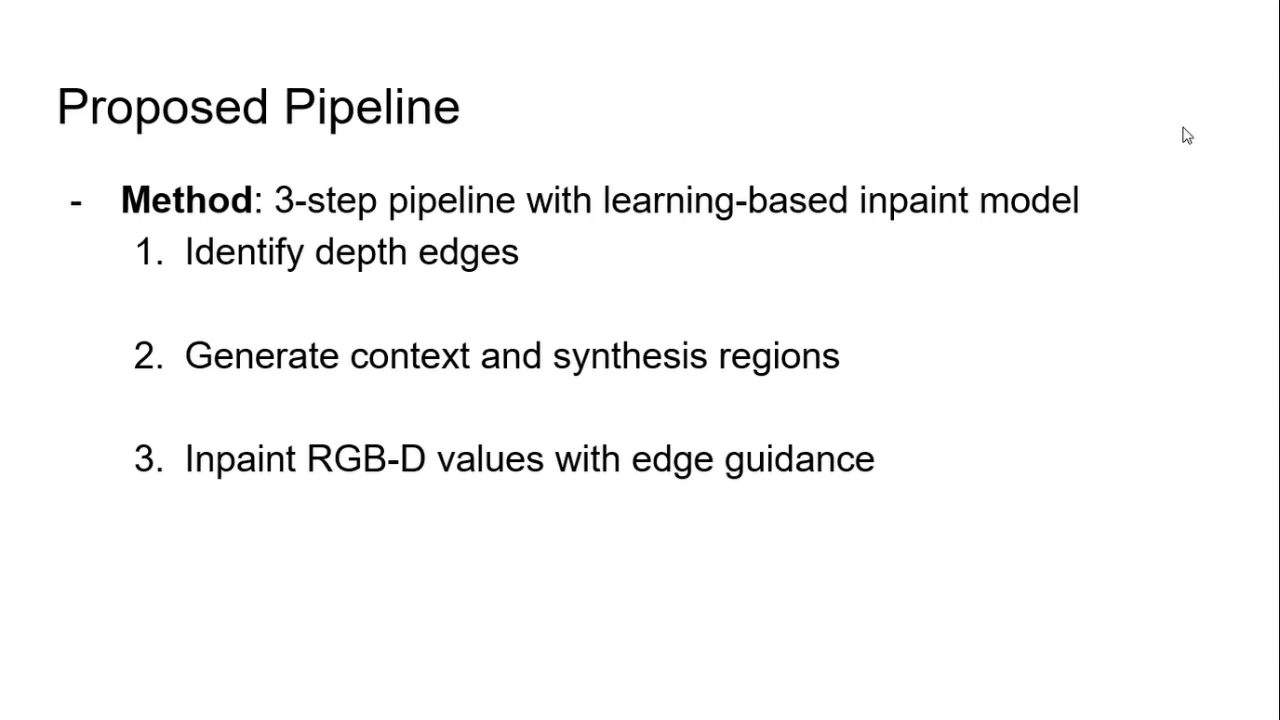 Proposed Pipeline
- Method: 3-step pipeline with learning-based inpaint model
1. Identify depth edges
2. Generate context and synthesis regions
3. Inpaint RGB-D values with edge guidance